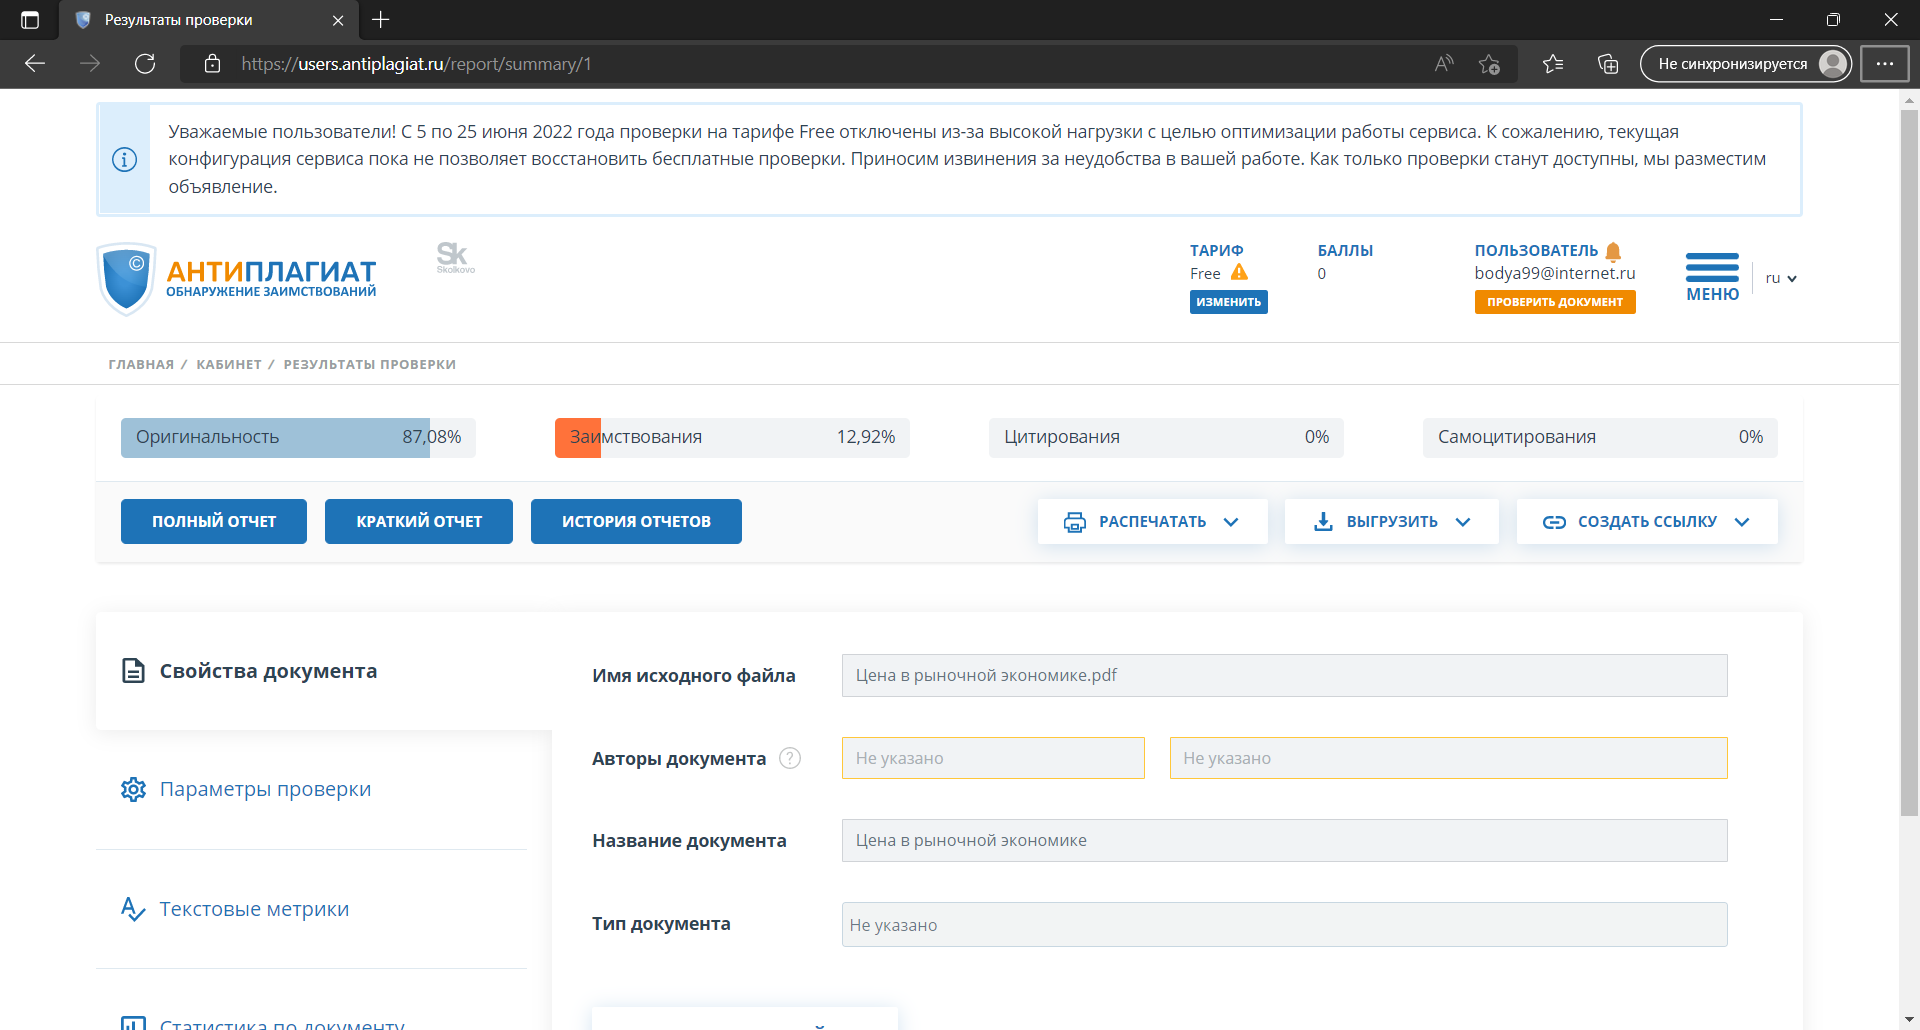 Результаты проверки
https://users.antiplagiat.ru/report/summary/1
Не синхронизируется
Уважаемые пользователи! С 5 по 25 июня 2022 года проверки на тарифе Free отключены из-за высокой нагрузки с целью оптимизации работы сервиса. К сожалению, текущая
конфигурация сервиса пока не позволяет восстановить бесплатные проверки. Приносим извинения за неудобства в вашей работе. Как только проверки станут доступны, мы разместим
объявление.
АНТИПЛАГИАТ
ОБНАРУЖЕНИЕ ЗАИМСТВОВАНИЙ
Sk
Skolkovo
ТАРИФ
Free
ИЗМЕНИТЬ
БАЛЛЫ
0
ПОЛЬЗОВАТЕЛЬ
bodya99@internet.ru
ПРОВЕРИТЬ ДОКУМЕНТ
МЕНЮ
ru
ГЛАВНАЯ / КАБИНЕТ / РЕЗУЛЬТАТЫ ПРОВЕРКИ
Оригинальность 87,08%
Заимствования 12,92%
Цитирования 0%
Самоцитирования 0%
ПОЛНЫЙ ОТЧЕТ
КРАТКИЙ ОТЧЕТ
ИСТОРИЯ ОТЧЕТОВ
РАСПЕЧАТАТЬ
ВЫГРУЗИТЬ
СОЗДАТЬ ССЫЛКУ
Свойства документа
Параметры проверки
Текстовые метрики
Статистика по документу
Имя исходного файла Цена в рыночной экономике.pdf
Авторы документа ? Не указано Не указано
Название документа Цена в рыночной экономике
Тип документа Не указано